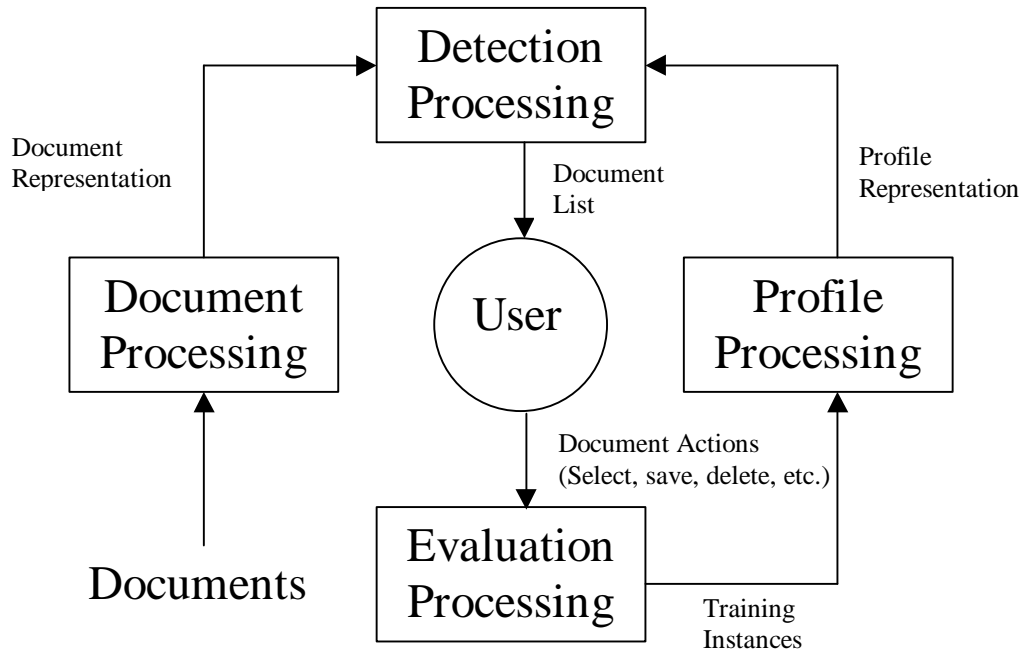 Detection
Processing
Document
Representation
Document
List
Profile
Representation
Document
Processing
User
Profile
Processing
Document Actions
(Select, save, delete, etc.)
Documents
Evaluation
Processing
Training
Instances